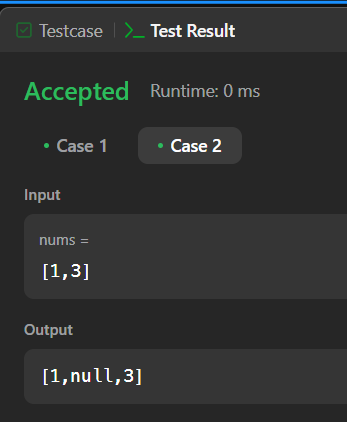 Testcase | Test Result
Accepted Runtime: 0 ms
• Case 1 • Case 2
Input
nums =
[1,3]
Output
[1,null,3]